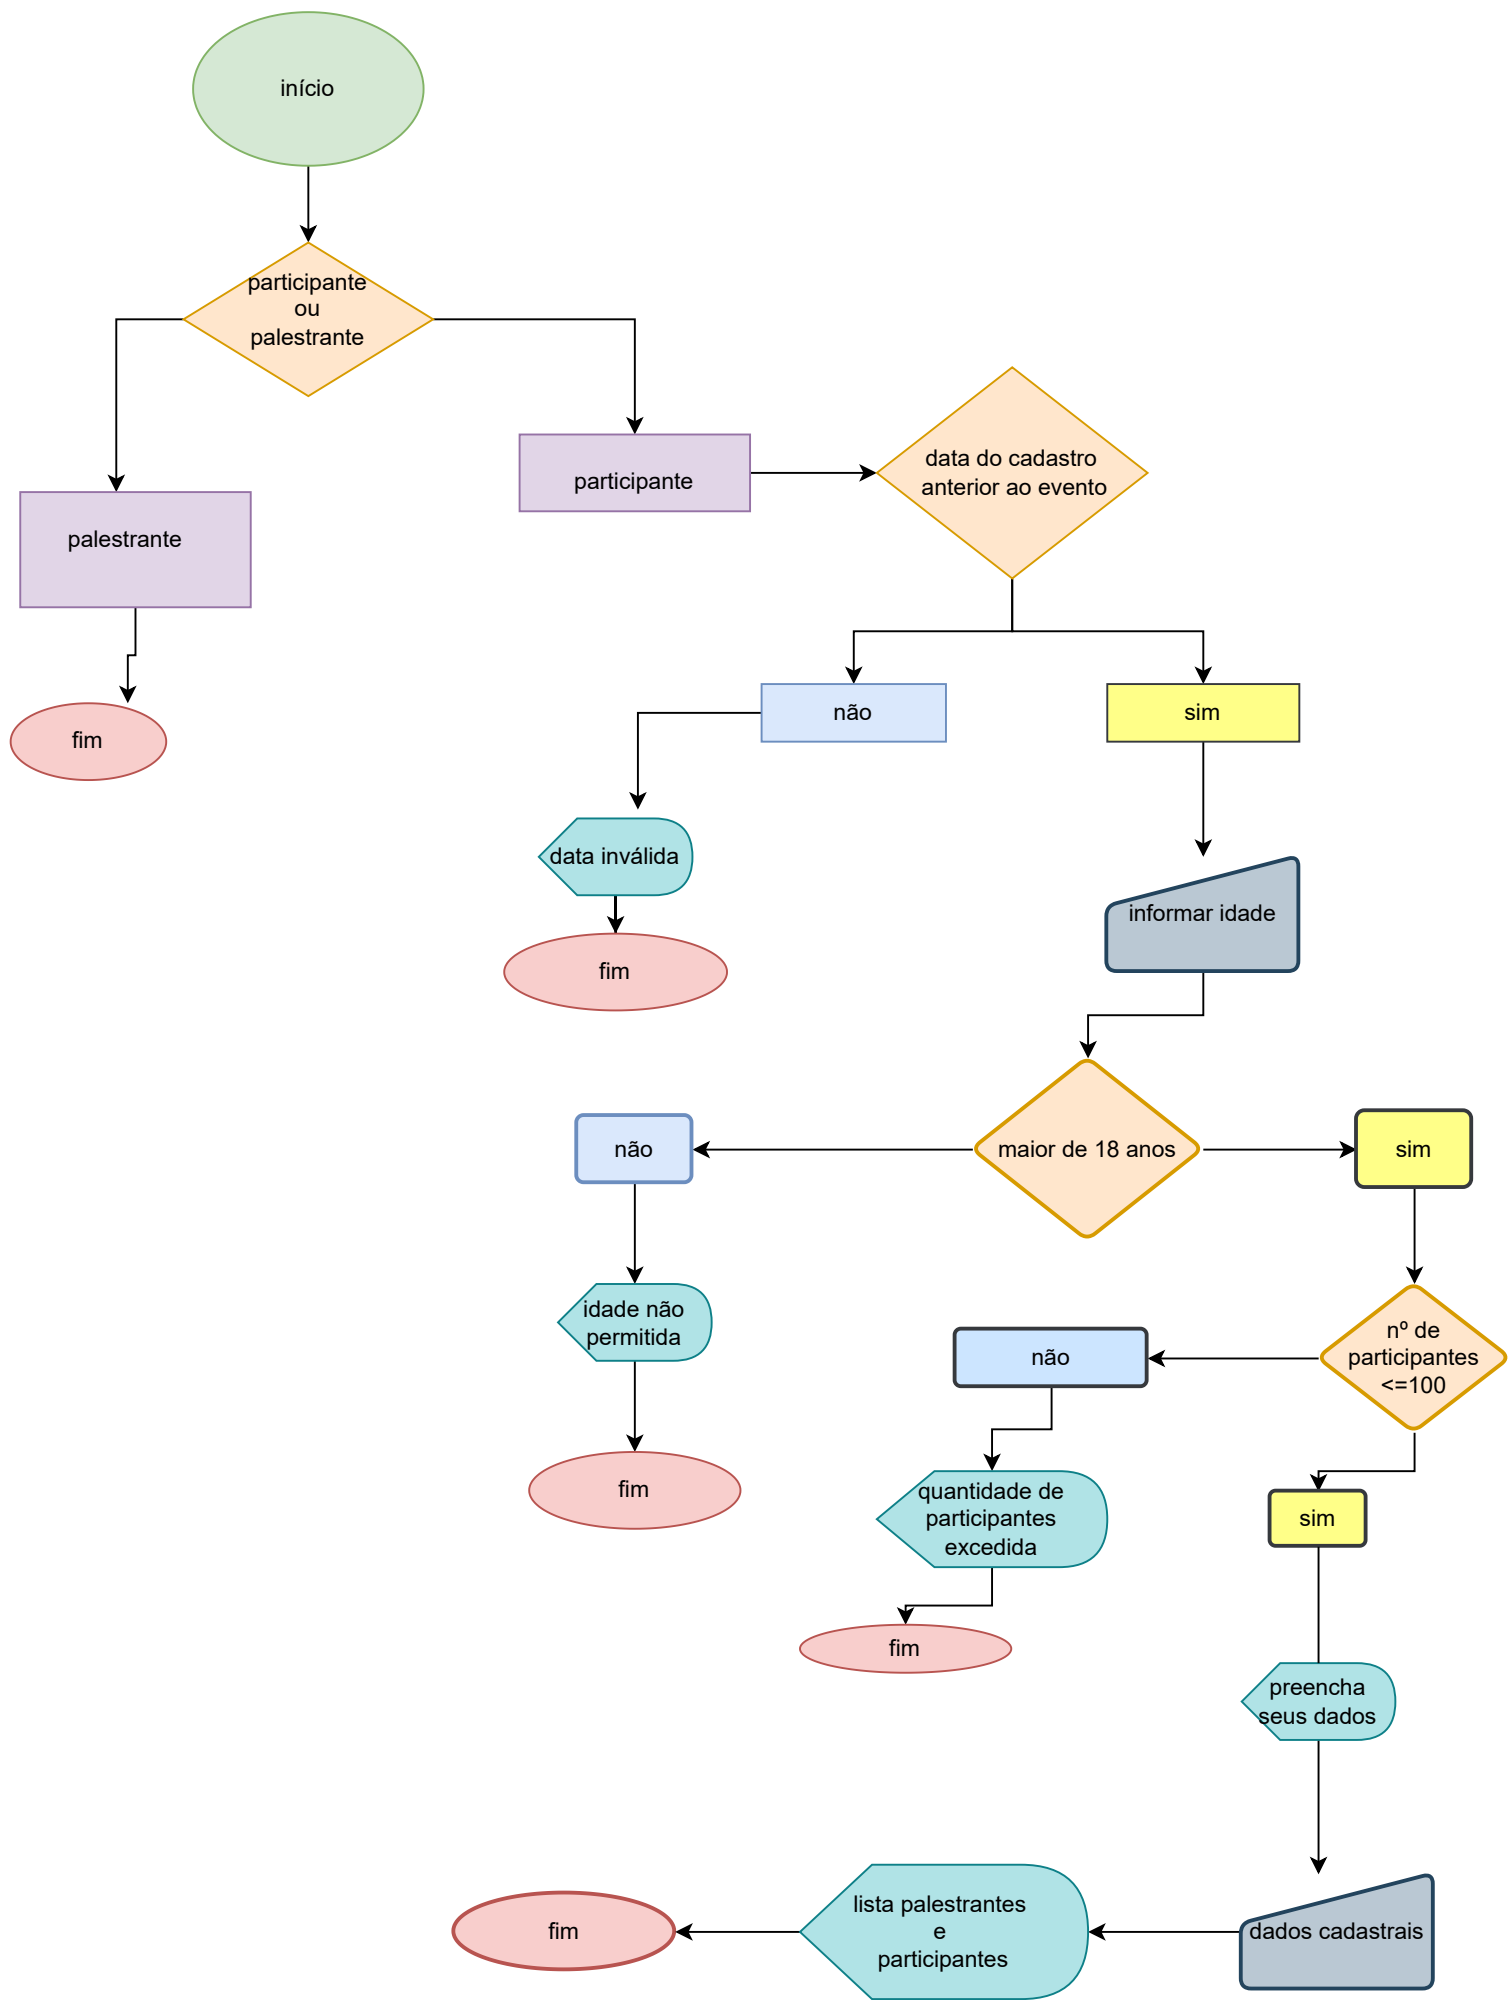 início
participante
ou
palestrante
data do cadastro
anterior ao evento
participante
palestrante
não
sim
fim
data inválida
informar idade
fim
não
maior de 18 anos
sim
idade não
permitida
nº de
participantes
<=100
não
fim
quantidade de
participantes
excedida
sim
fim
preencha
seus dados
lista palestrantes
e
participantes
dados cadastrais
fim